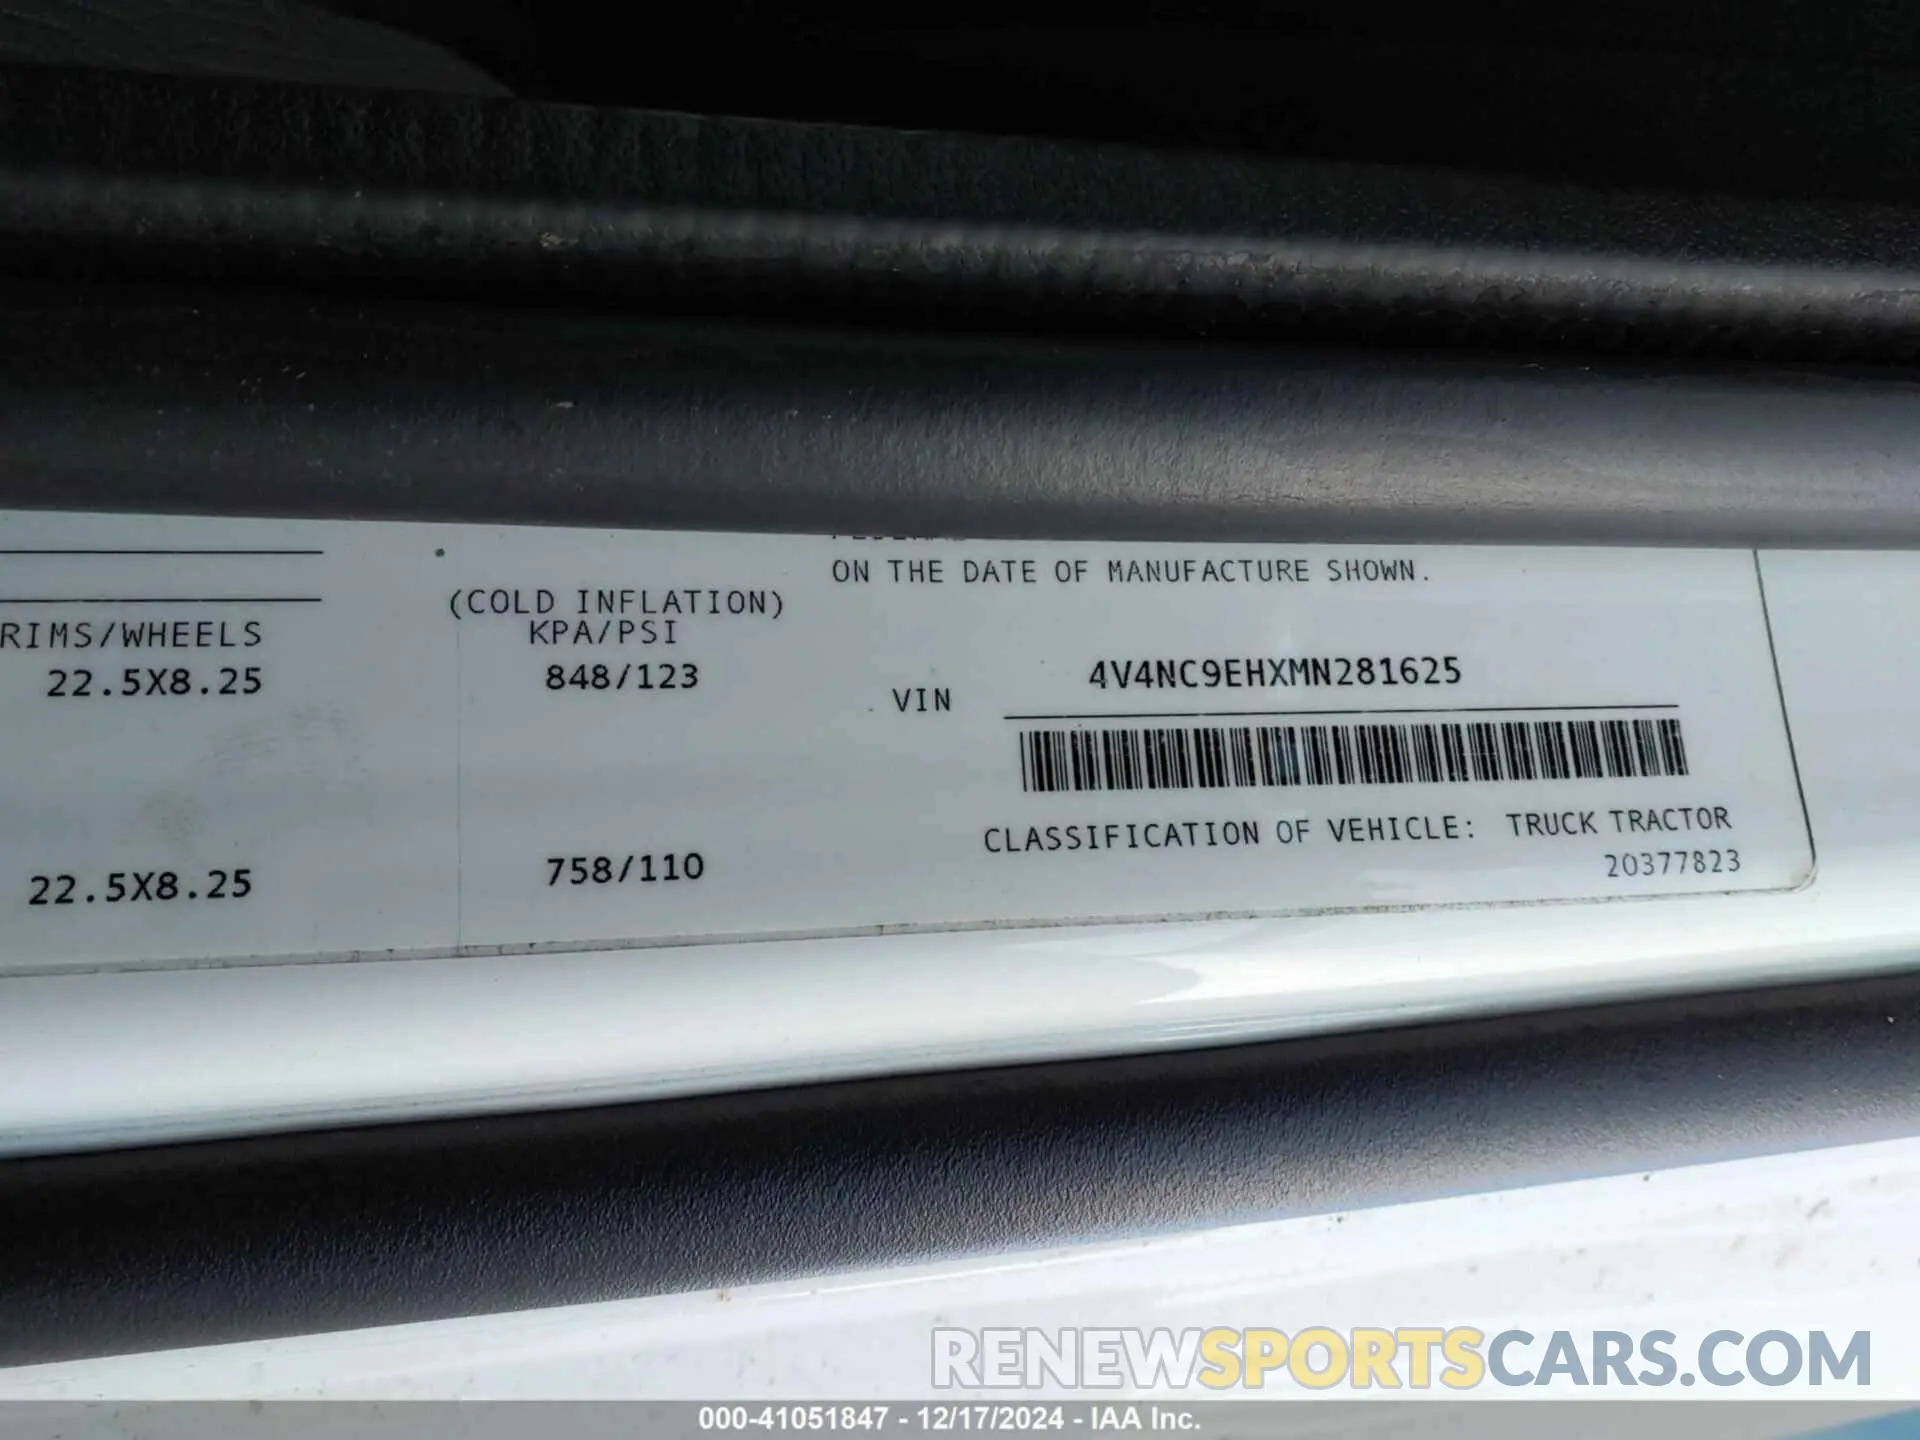 ON THE DATE OF MANUFACTURE SHOWN.
(COLD INFLATION)
RIMS/WHEELS KPA/PSI
22.5X8.25 848/123
VIN 4V4NC9EHXMN281625
CLASSIFICATION OF VEHICLE: TRUCK TRACTOR
22.5X8.25 758/110
20377823
RENEWSPORTSCARS.COM
000-41051847 - 12/17/2024 - IAA Inc.